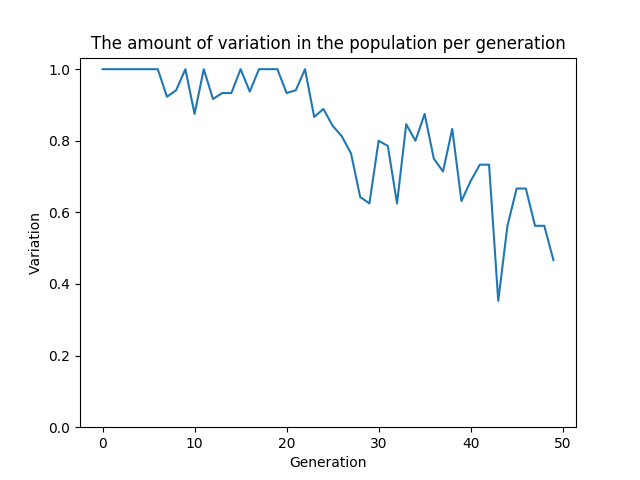 The amount of variation in the population per generation
1.0
0.8
0.6
0.4
0.2
0.0
Variation
0 10 20 30 40 50
Generation